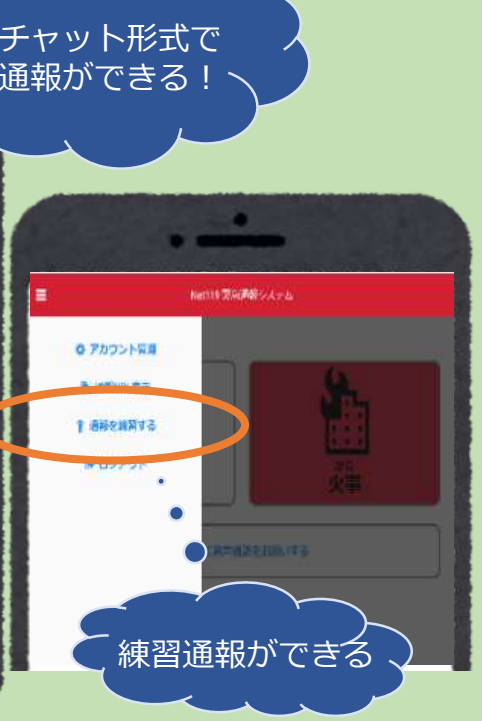 チャット形式で
通報ができる！
Net119緊急通報システム
アカウント管理
通報を練習する
ログアウト
火事
練習通報ができる